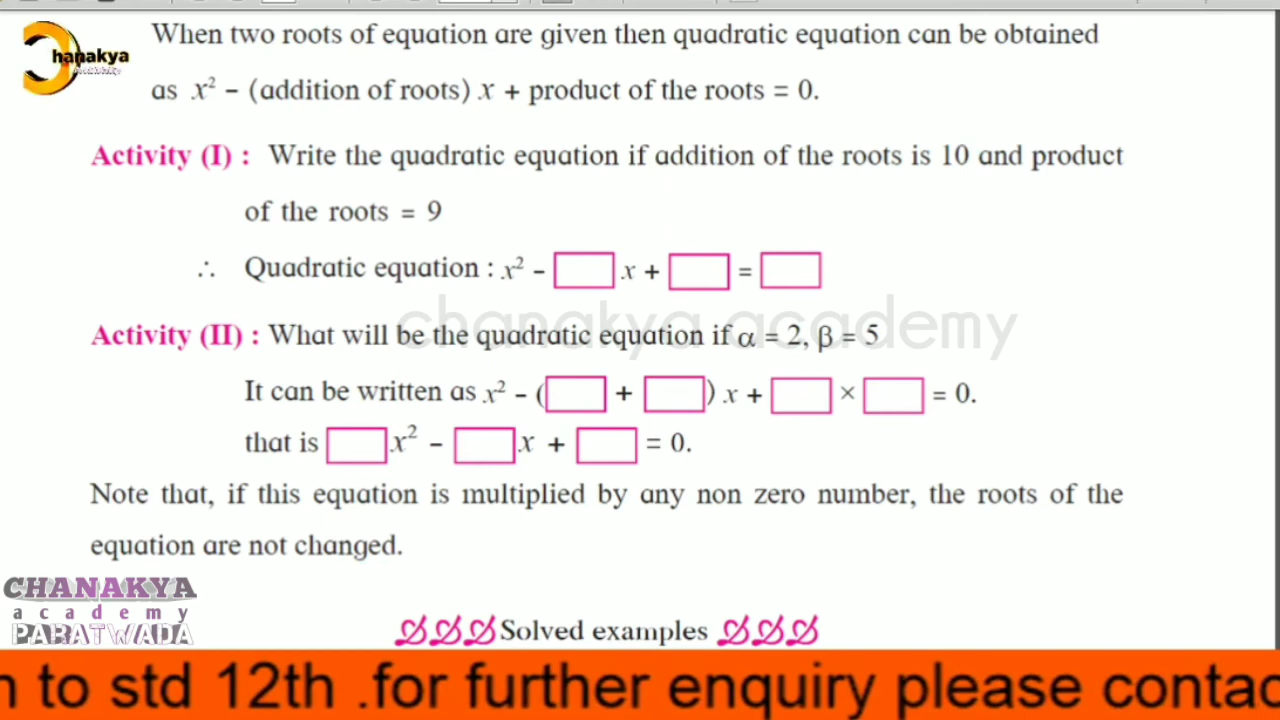 When two roots of equation are given then quadratic equation can be obtained
hanakya
as x² – (addition of roots) x + product of the roots = 0.
Activity (I) : Write the quadratic equation if addition of the roots is 10 and product
of the roots = 9
∴ Quadratic equation : x² – □ x + □ = □
chanakya academy
Activity (II) : What will be the quadratic equation if α = 2, β = 5
It can be written as x² – (□ + □) x + □ × □ = 0.
that is □ x² – □ x + □ = 0.
Note that, if this equation is multiplied by any non zero number, the roots of the
equation are not changed.
CHANAKYA
academy
PARATWADA
Solved examples
n to std 12th .for further enquiry please contac